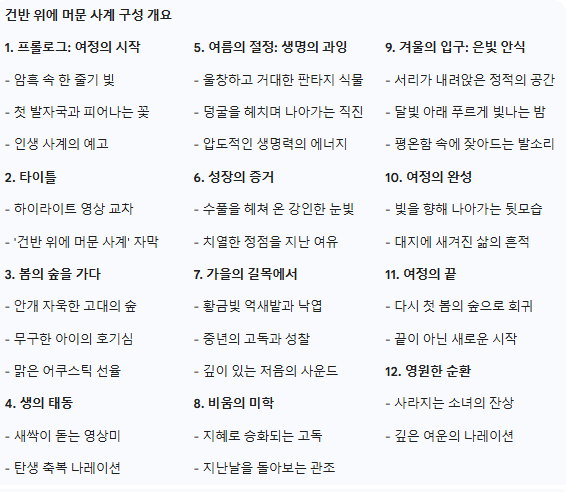 건반 위에 머문 사계 구성 개요
1. 프롤로그: 여정의 시작
- 암흑 속 한 줄기 빛
- 첫 발자국과 피어나는 꽃
- 인생 사계의 예고
2. 타이틀
- 하이라이트 영상 교차
- '건반 위에 머문 사계' 자막
3. 봄의 숲을 가다
- 안개 자욱한 고대의 숲
- 무구한 아이의 호기심
- 맑은 어쿠스틱 선율
4. 생의 태동
- 새싹이 돋는 영상미
- 탄생 축복 나레이션
5. 여름의 절정: 생명의 과잉
- 울창하고 거대한 판타지 식물
- 덩굴을 헤치며 나아가는 직진
- 압도적인 생명력의 에너지
6. 성장의 증거
- 수풀을 헤쳐 온 강인한 눈빛
- 치열한 정점을 지난 여유
7. 가을의 길목에서
- 황금빛 억새밭과 낙엽
- 중년의 고독과 성찰
- 깊이 있는 저음의 사운드
8. 비움의 미학
- 지혜로 승화되는 고독
- 지난날을 돌아보는 관조
9. 겨울의 입구: 은빛 안식
- 서리가 내려앉은 정적의 공간
- 달빛 아래 푸르게 빛나는 밤
- 평온함 속에 잦아드는 발소리
10. 여정의 완성
- 빛을 향해 나아가는 뒷모습
- 대지에 새겨진 삶의 흔적
11. 여정의 끝
- 다시 첫 봄의 숲으로 회귀
- 끝이 아닌 새로운 시작
12. 영원한 순환
- 사라지는 소녀의 잔상
- 깊은 여운의 나레이션